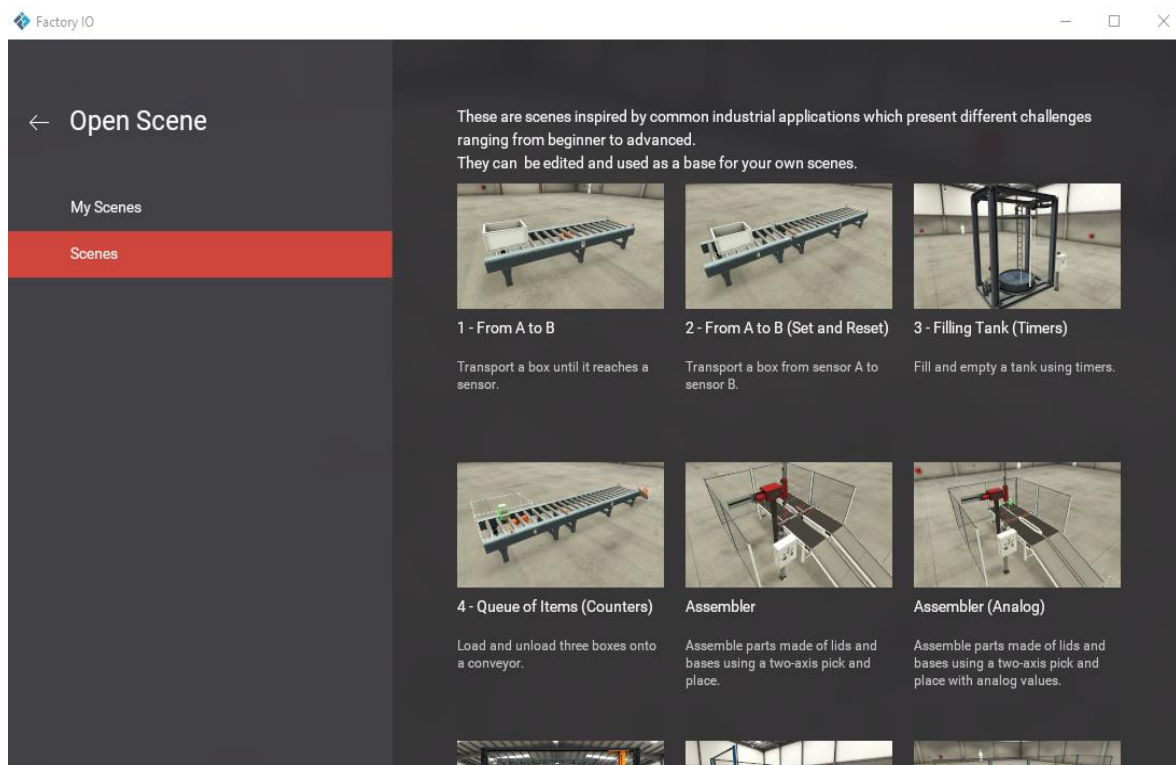 Factory IO
Open Scene
My Scenes
Scenes
These are scenes inspired by common industrial applications which present different challenges
ranging from beginner to advanced.
They can be edited and used as a base for your own scenes.
1 - From A to B
Transport a box until it reaches a
sensor.
2 - From A to B (Set and Reset)
Transport a box from sensor A to
sensor B.
3 - Filling Tank (Timers)
Fill and empty a tank using timers.
4 - Queue of Items (Counters)
Load and unload three boxes onto
a conveyor.
Assembler
Assemble parts made of lids and
bases using a two-axis pick and
place.
Assembler (Analog)
Assemble parts made of lids and
bases using a two-axis pick and
place with analog values.